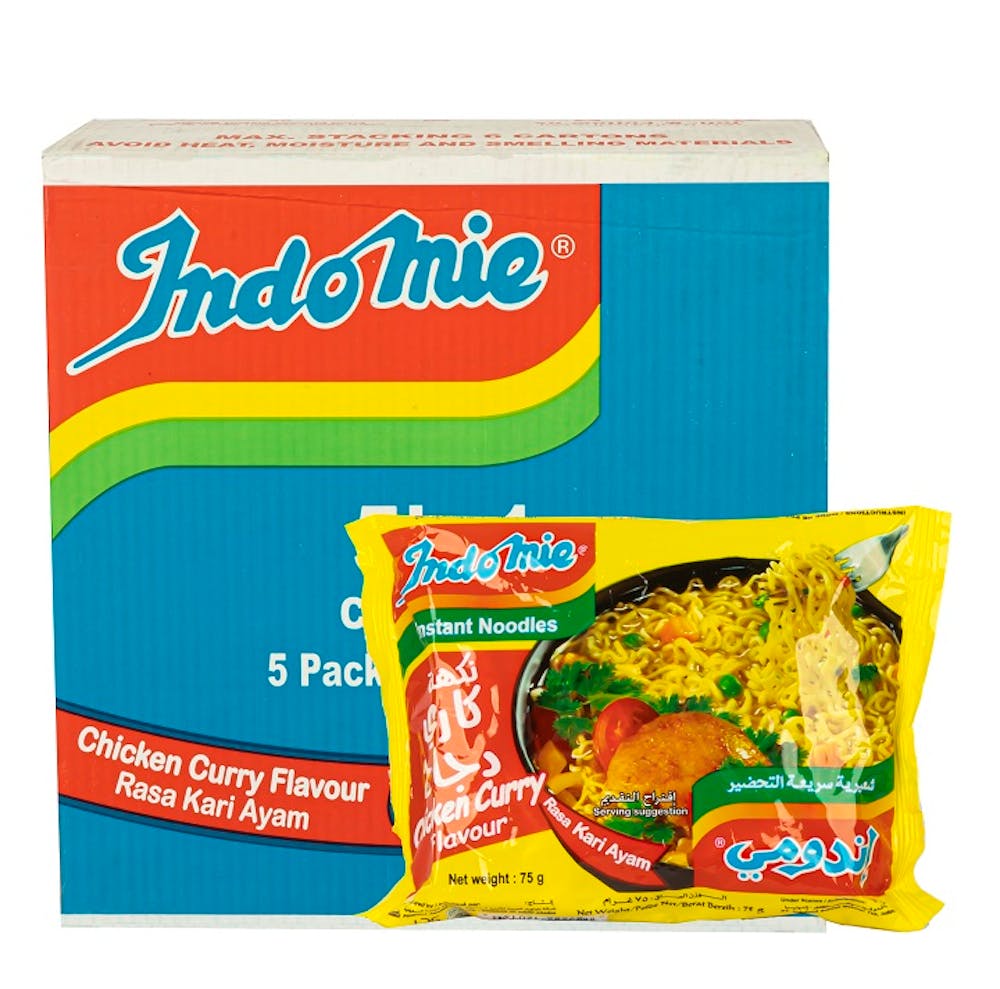 MAX. STACKING 6 CARTONS
AVOID HEAT, MOISTURE AND SMELLING MATERIALS
Indomie®
5 Pack
Chicken Curry Flavour
Rasa Kari Ayam
Indomie
Instant Noodles
نكهة
كاري
دجاج
Chicken Curry
Flavour
Rasa Kari Ayam
إقتراح التقديم
Serving suggestion
شعرية سريعة التحضير
إندومي®
Net weight : 75 g